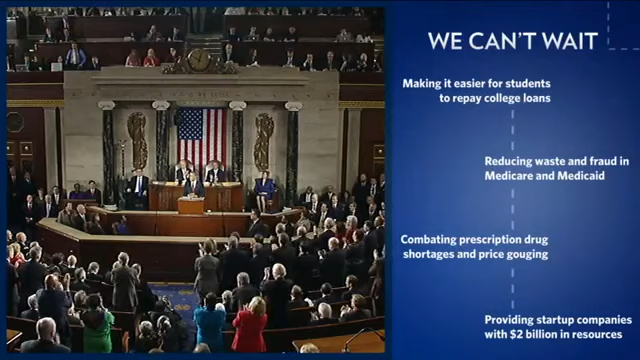 WE CAN'T WAIT
Making it easier for students
to repay college loans
Reducing waste and fraud in
Medicare and Medicaid
Combating prescription drug
shortages and price gouging
Providing startup companies
with $2 billion in resources